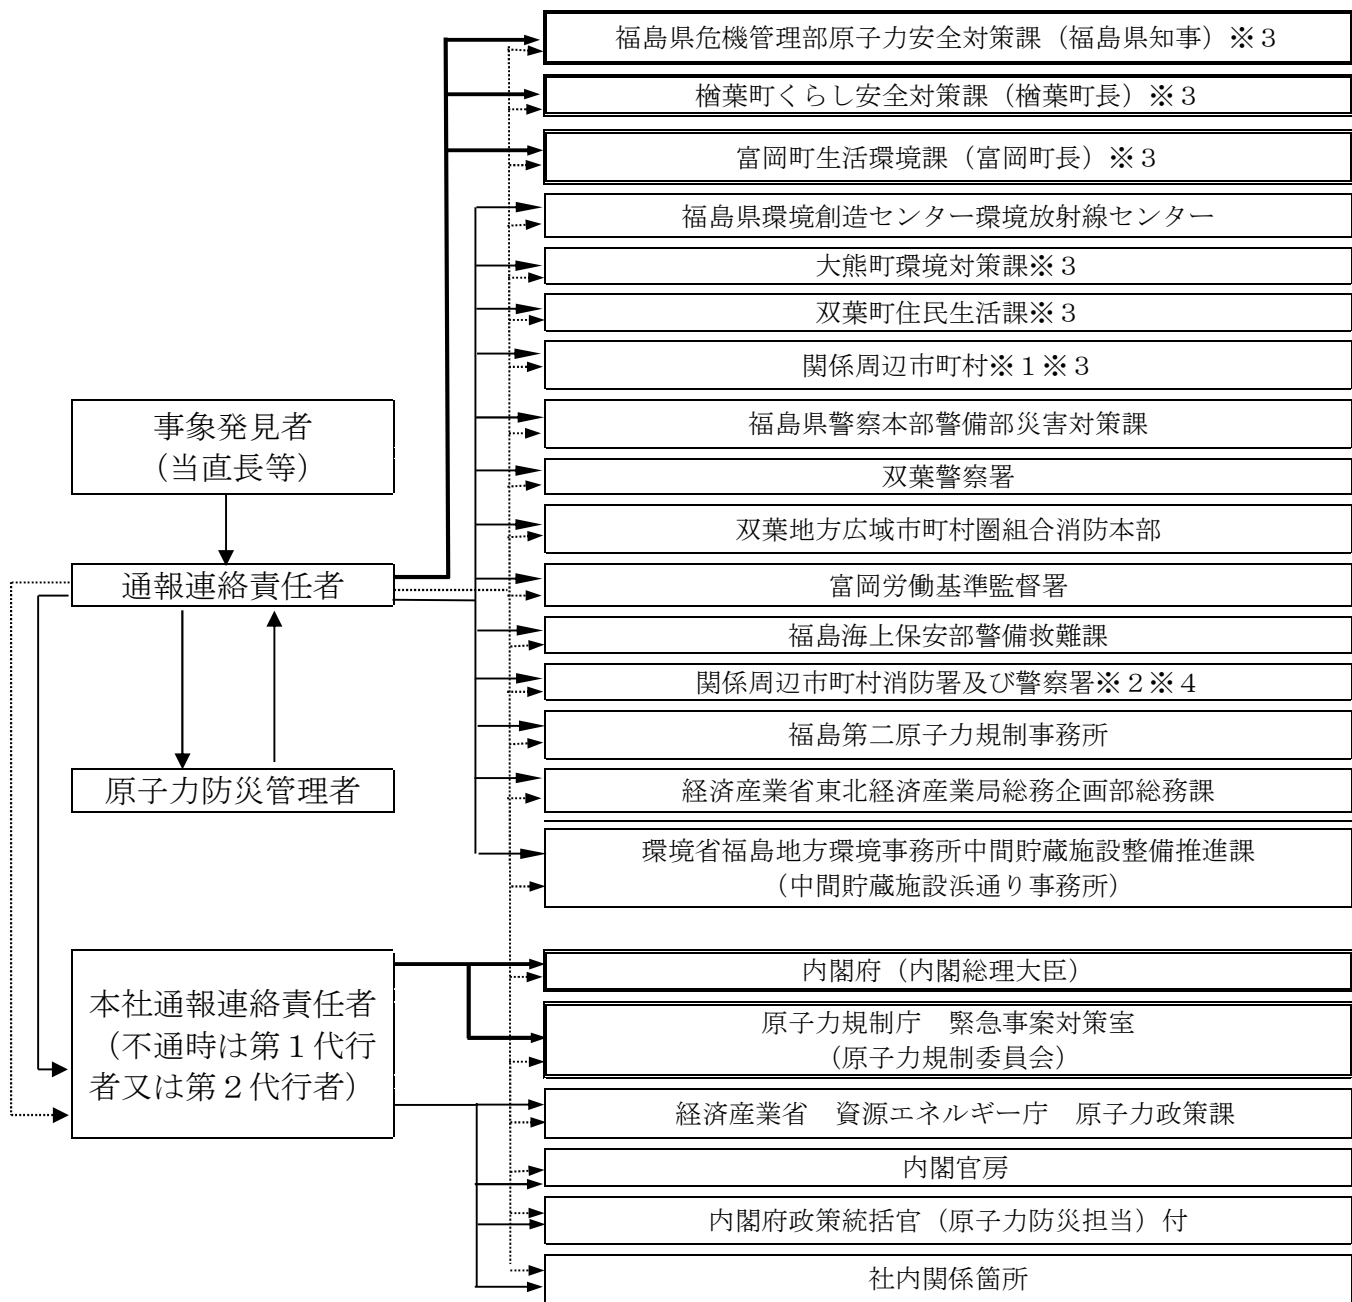 福島県危機管理部原子力安全対策課（福島県知事）※３
楢葉町くらし安全対策課（楢葉町長）※３
富岡町生活環境課（富岡町長）※３
福島県環境創造センター環境放射線センター
大熊町環境対策課※３
双葉町住民生活課※３
関係周辺市町村※１※３
福島県警察本部警備部災害対策課
双葉警察署
双葉地方広域市町村圏組合消防本部
富岡労働基準監督署
福島海上保安部警備救難課
関係周辺市町村消防署及び警察署※２※４
福島第二原子力規制事務所
経済産業省東北経済産業局総務企画部総務課
環境省福島地方環境事務所中間貯蔵施設整備推進課
（中間貯蔵施設浜通り事務所）
事象発見者
（当直長等）
通報連絡責任者
原子力防災管理者
本社通報連絡責任者
（不通時は第１代行
者又は第２代行者）
内閣府（内閣総理大臣）
原子力規制庁　緊急事案対策室
（原子力規制委員会）
経済産業省　資源エネルギー庁　原子力政策課
内閣官房
内閣府政策統括官（原子力防災担当）付
社内関係箇所